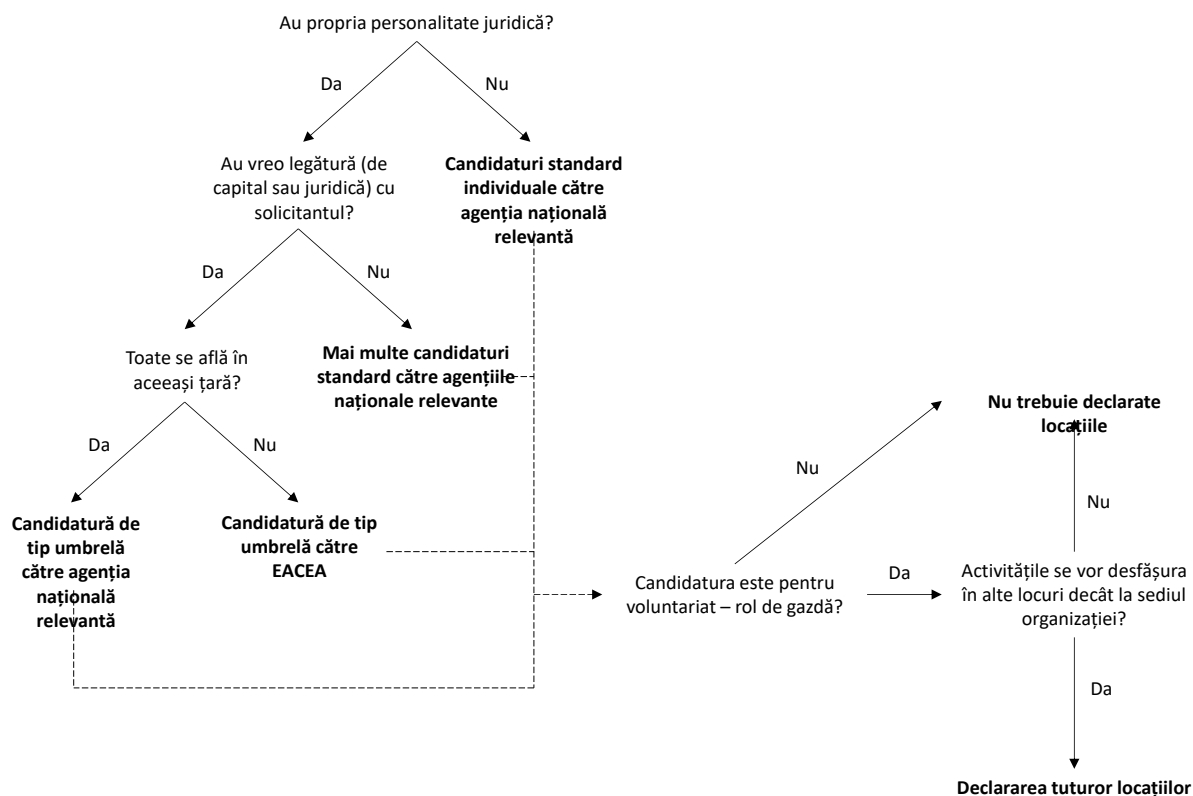 Au propria personalitate juridică?
Da
Nu
Au vreo legătură (de
capital sau juridică) cu
solicitantul?
Candidaturi standard
individuale către
agenția națională
relevantă
Da
Nu
Toate se află în
aceeași țară?
Mai multe candidaturi
standard către agențiile
naționale relevante
Da
Nu
Candidatură de
tip umbrelă
către agenția
națională
relevantă
Candidatură de tip
umbrelă către
EACEA
Candidatura este pentru
voluntariat – rol de gazdă?
Nu
Da
Nu trebuie declarate
locațiile
Nu
Activitățile se vor desfășura
în alte locuri decât la sediul
organizației?
Da
Declararea tuturor locațiilor